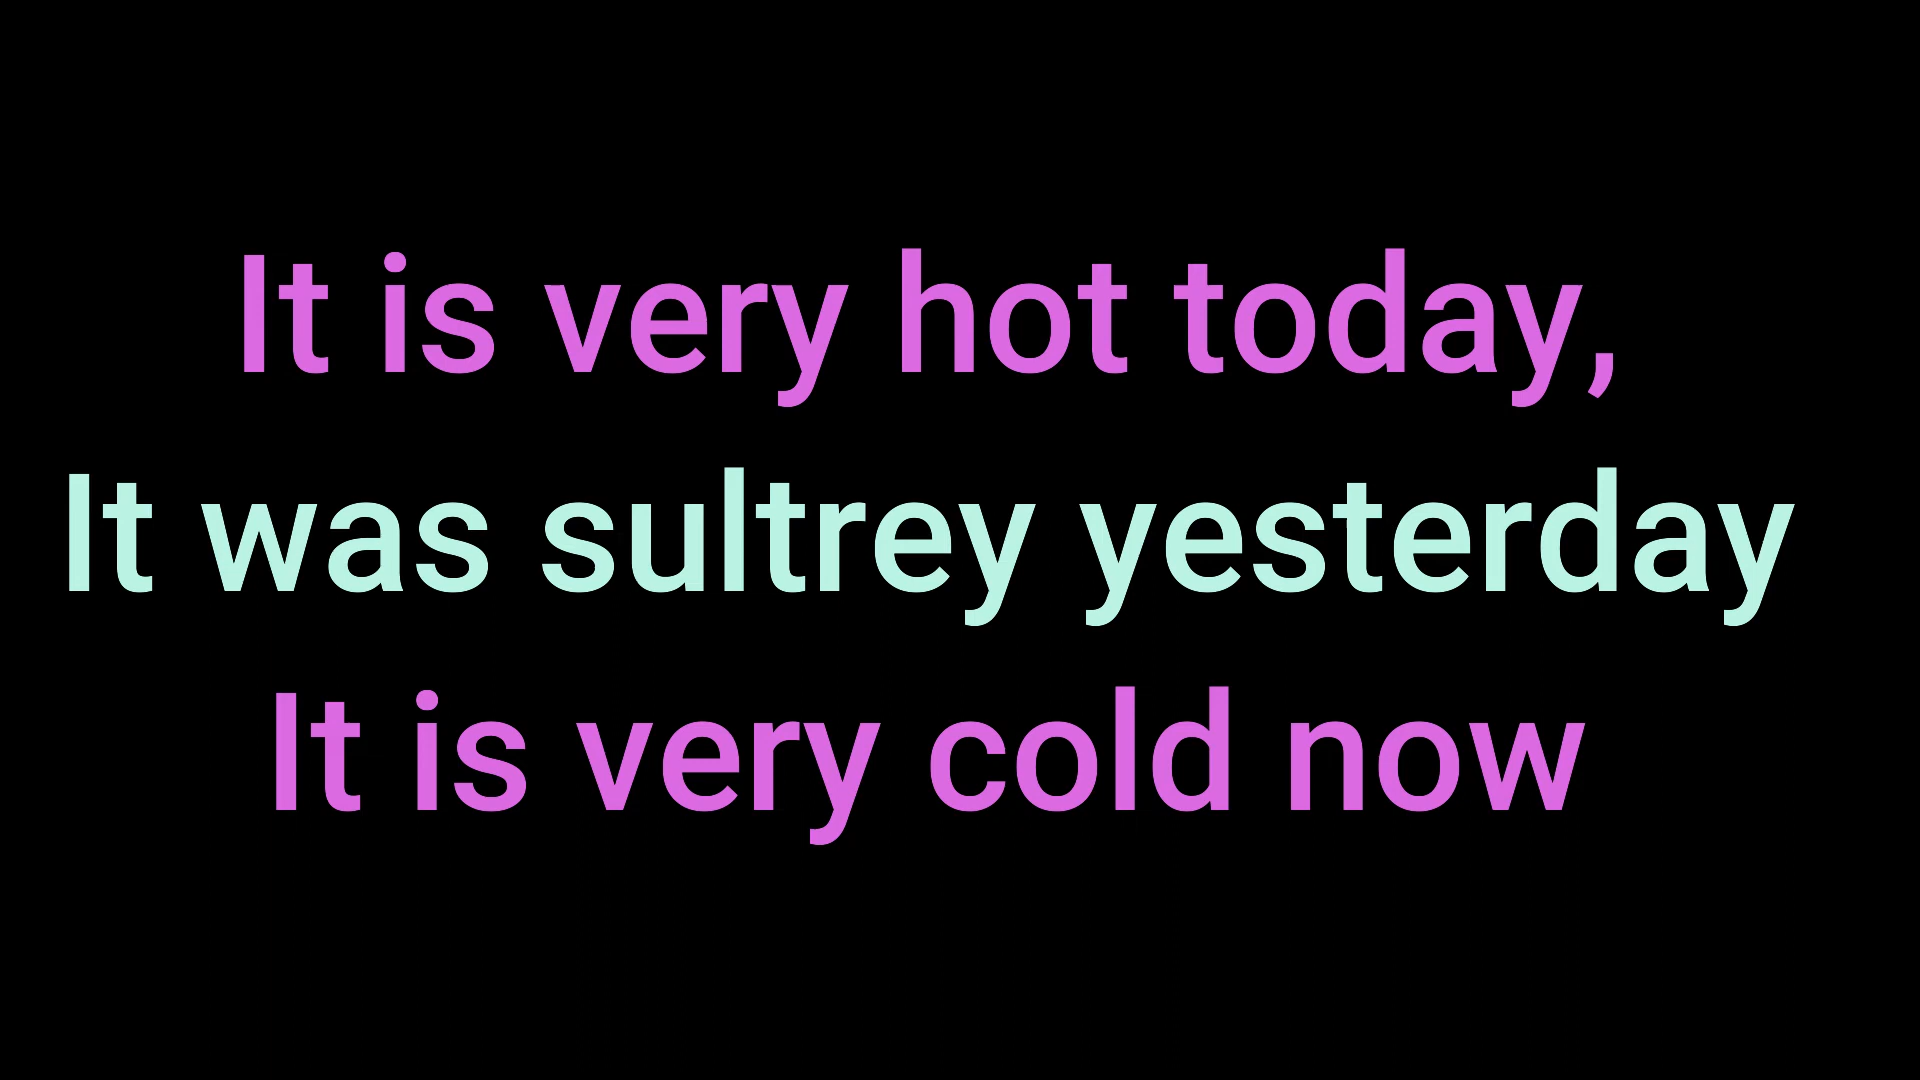 It is very hot today,
It was sultrey yesterday
It is very cold now